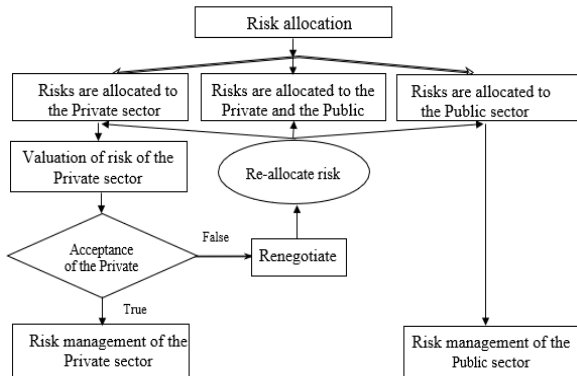 Risk allocation
Risks are allocated to
the Private sector
Risks are allocated to the
Private and the Public
Risks are allocated to
the Public sector
Valuation of risk of the
Private sector
Re-allocate risk
Acceptance
of the Private
False
Renegotiate
True
Risk management of the
Private sector
Risk management of the
Public sector